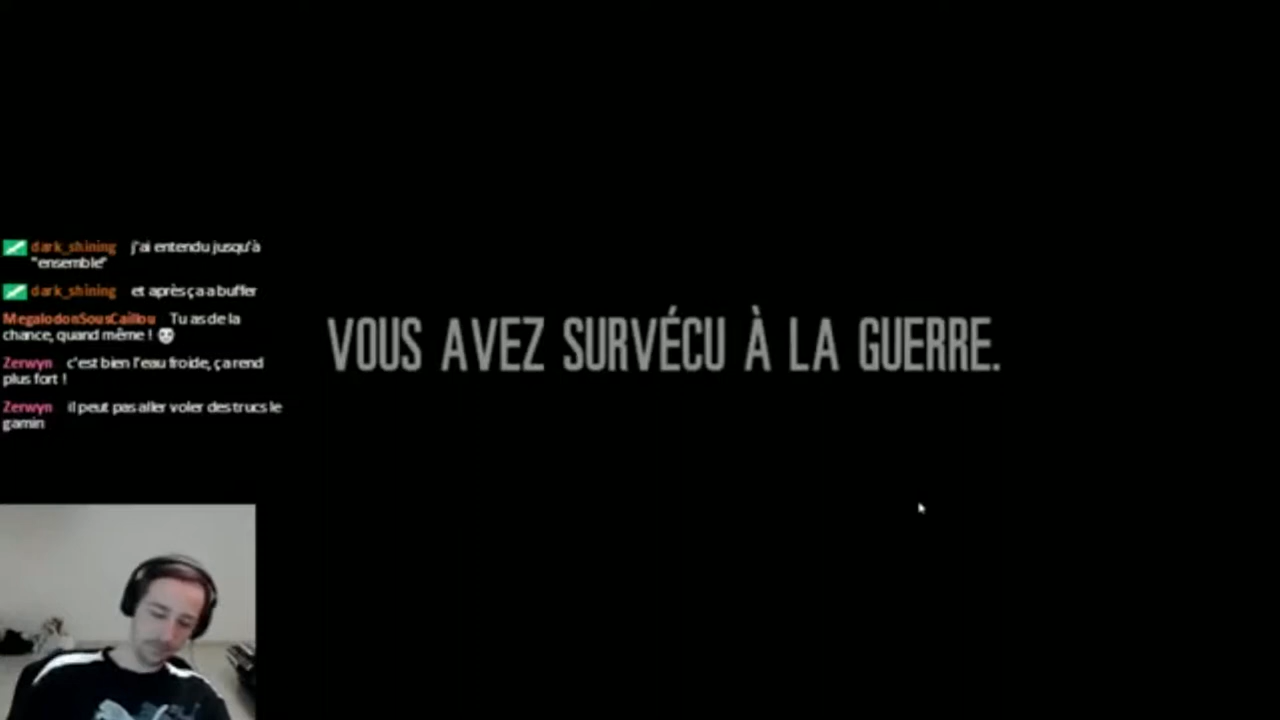 dark_shining j'ai entendu jusqu'à
"ensemble"
dark_shining et après ça a buffer
MegalodonSousCaillou Tu as de la
chance, quand même !
Zerwyn c'est bien l'eau froide, ça rend
plus fort !
Zerwyn il peut pas aller voler des trucs le
gamin
VOUS AVEZ SURVÉCU À LA GUERRE.